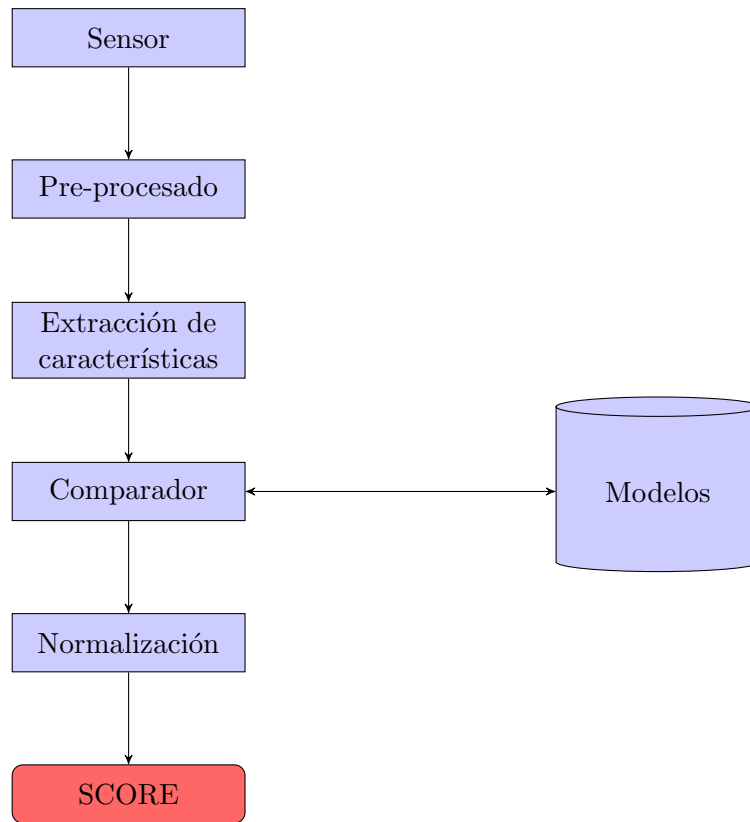 Sensor
Pre-procesado
Extracción de
características
Comparador
Modelos
Normalización
SCORE